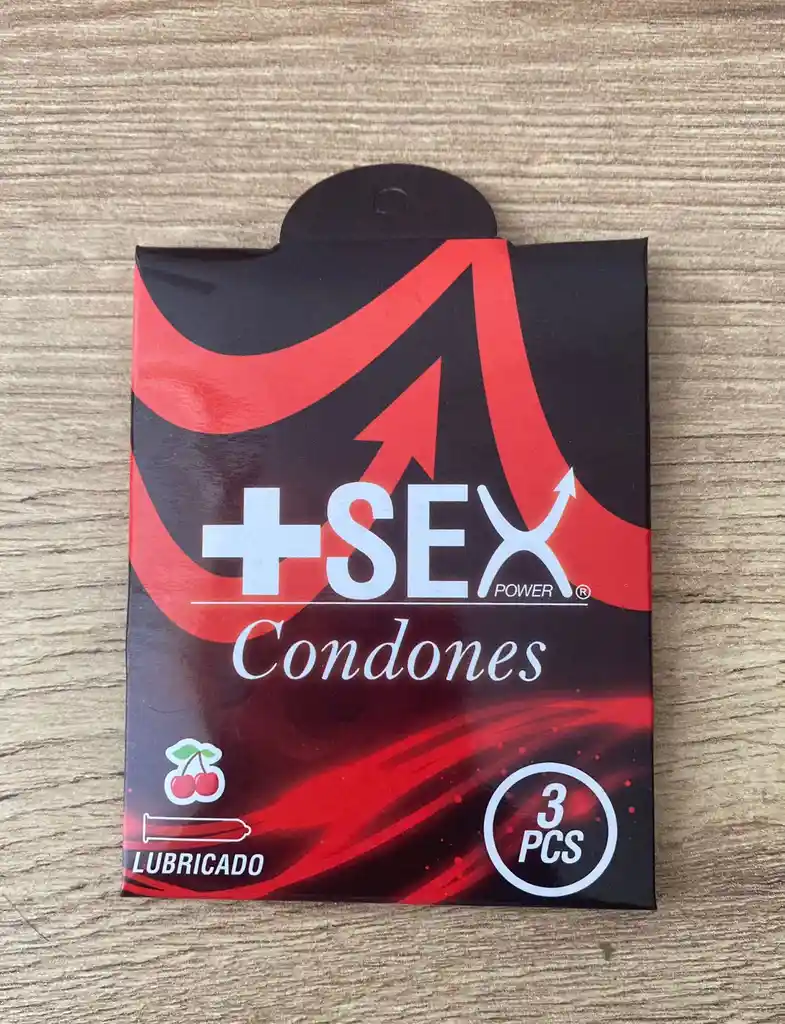 +SEX
POWER ®
Condones
LUBRICADO
3
PCS